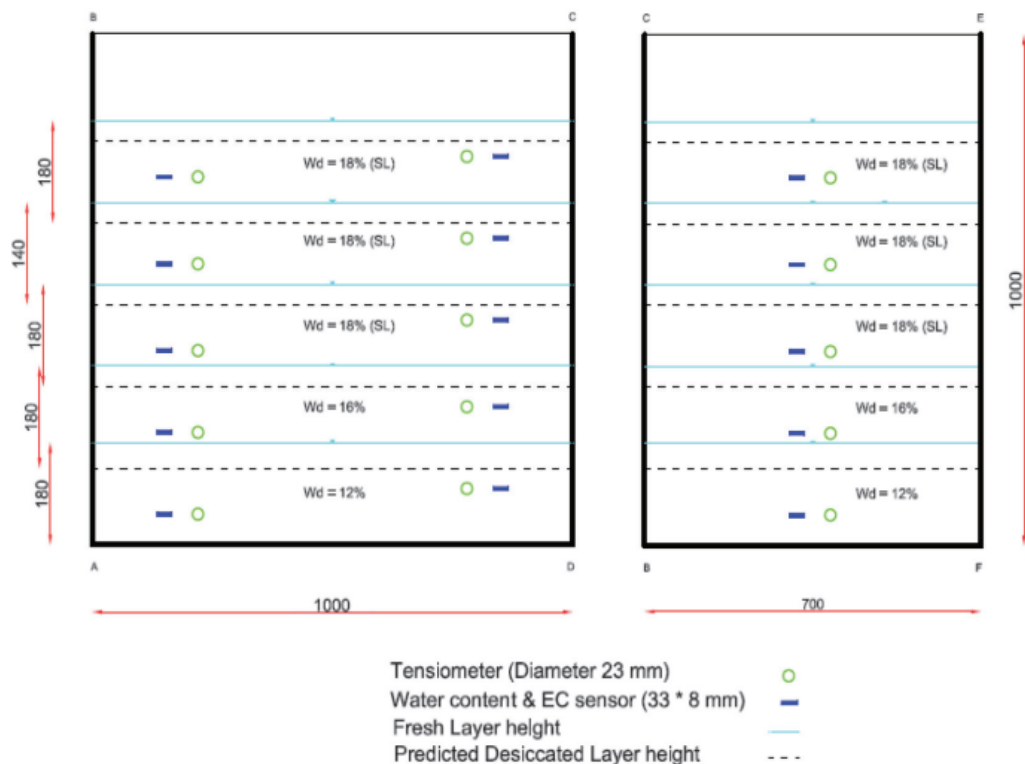 B C C E
Wd = 18% (SL) Wd = 18% (SL)
180
Wd = 18% (SL) Wd = 18% (SL)
140
1000
Wd = 18% (SL) Wd = 18% (SL)
180
Wd = 16% Wd = 16%
180
Wd = 12% Wd = 12%
180
A D B F
1000 700
Tensiometer (Diameter 23 mm)
Water content & EC sensor (33 * 8 mm)
Fresh Layer height
Predicted Desiccated Layer height